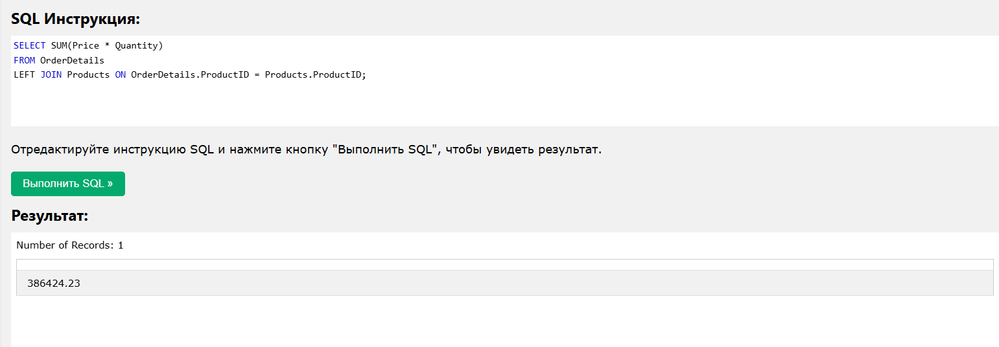 SQL Инструкция:
SELECT SUM(Price * Quantity)
FROM OrderDetails
LEFT JOIN Products ON OrderDetails.ProductID = Products.ProductID;
Отредактируйте инструкцию SQL и нажмите кнопку "Выполнить SQL", чтобы увидеть результат.
Выполнить SQL »
Результат:
Number of Records: 1
386424.23